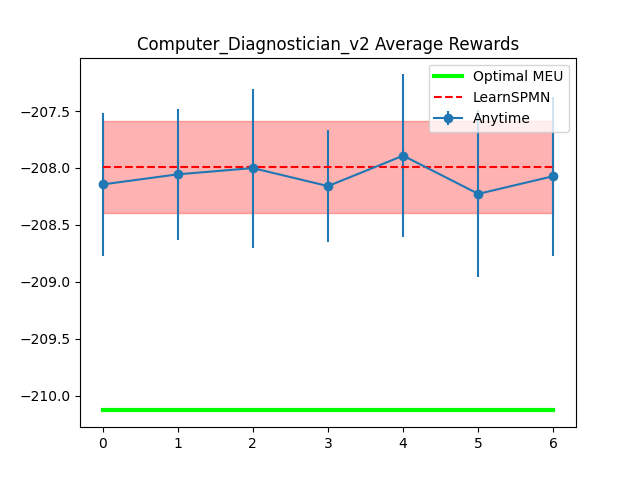 Computer_Diagnostician_v2 Average Rewards
Optimal MEU
LearnSPMN
Anytime
−207.5
−208.0
−208.5
−209.0
−209.5
−210.0
0 1 2 3 4 5 6